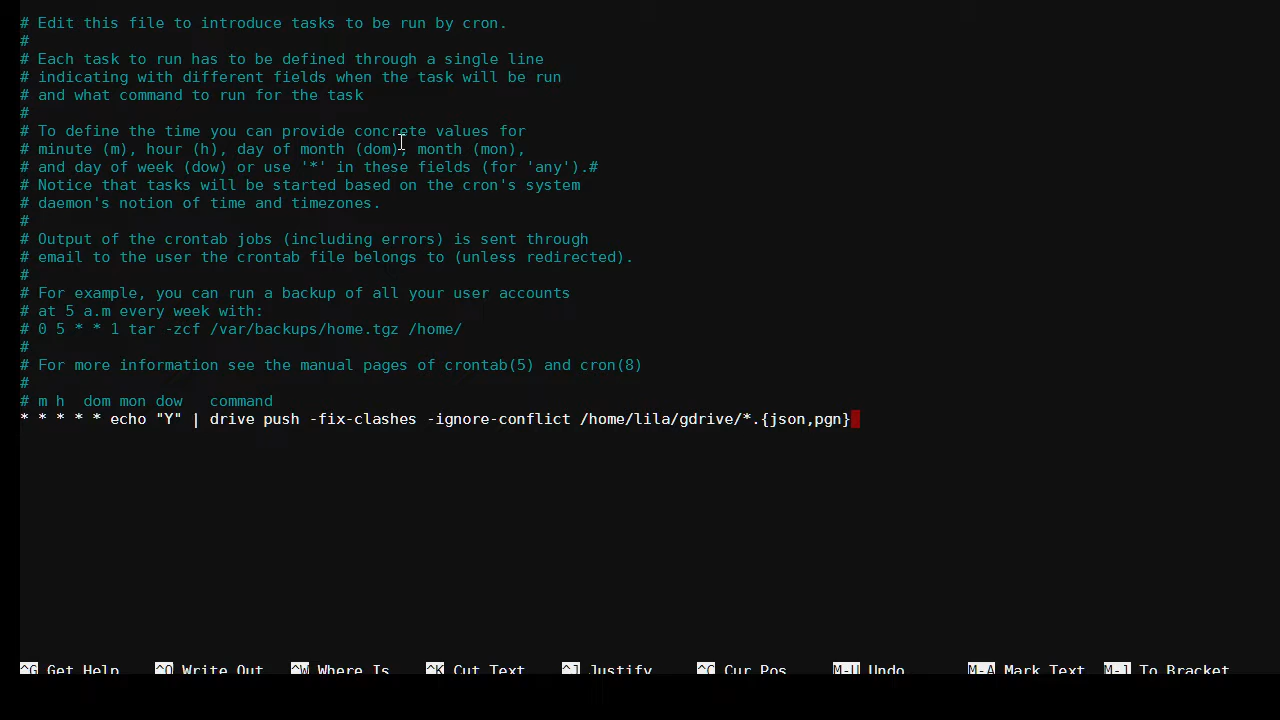 # Edit this file to introduce tasks to be run by cron.
#
# Each task to run has to be defined through a single line
# indicating with different fields when the task will be run
# and what command to run for the task
#
# To define the time you can provide concrete values for
# minute (m), hour (h), day of month (dom), month (mon),
# and day of week (dow) or use '*' in these fields (for 'any').#
# Notice that tasks will be started based on the cron's system
# daemon's notion of time and timezones.
#
# Output of the crontab jobs (including errors) is sent through
# email to the user the crontab file belongs to (unless redirected).
#
# For example, you can run a backup of all your user accounts
# at 5 a.m every week with:
# 0 5 * * 1 tar -zcf /var/backups/home.tgz /home/
#
# For more information see the manual pages of crontab(5) and cron(8)
#
# m h  dom mon dow   command
* * * * * echo "Y" | drive push -fix-clashes -ignore-conflict /home/lila/gdrive/*.{json,pgn}
^G Get Help ^O Write Out ^W Where Is ^K Cut Text ^J Justify ^C Cur Pos M-U Undo M-A Mark Text M-] To Bracket